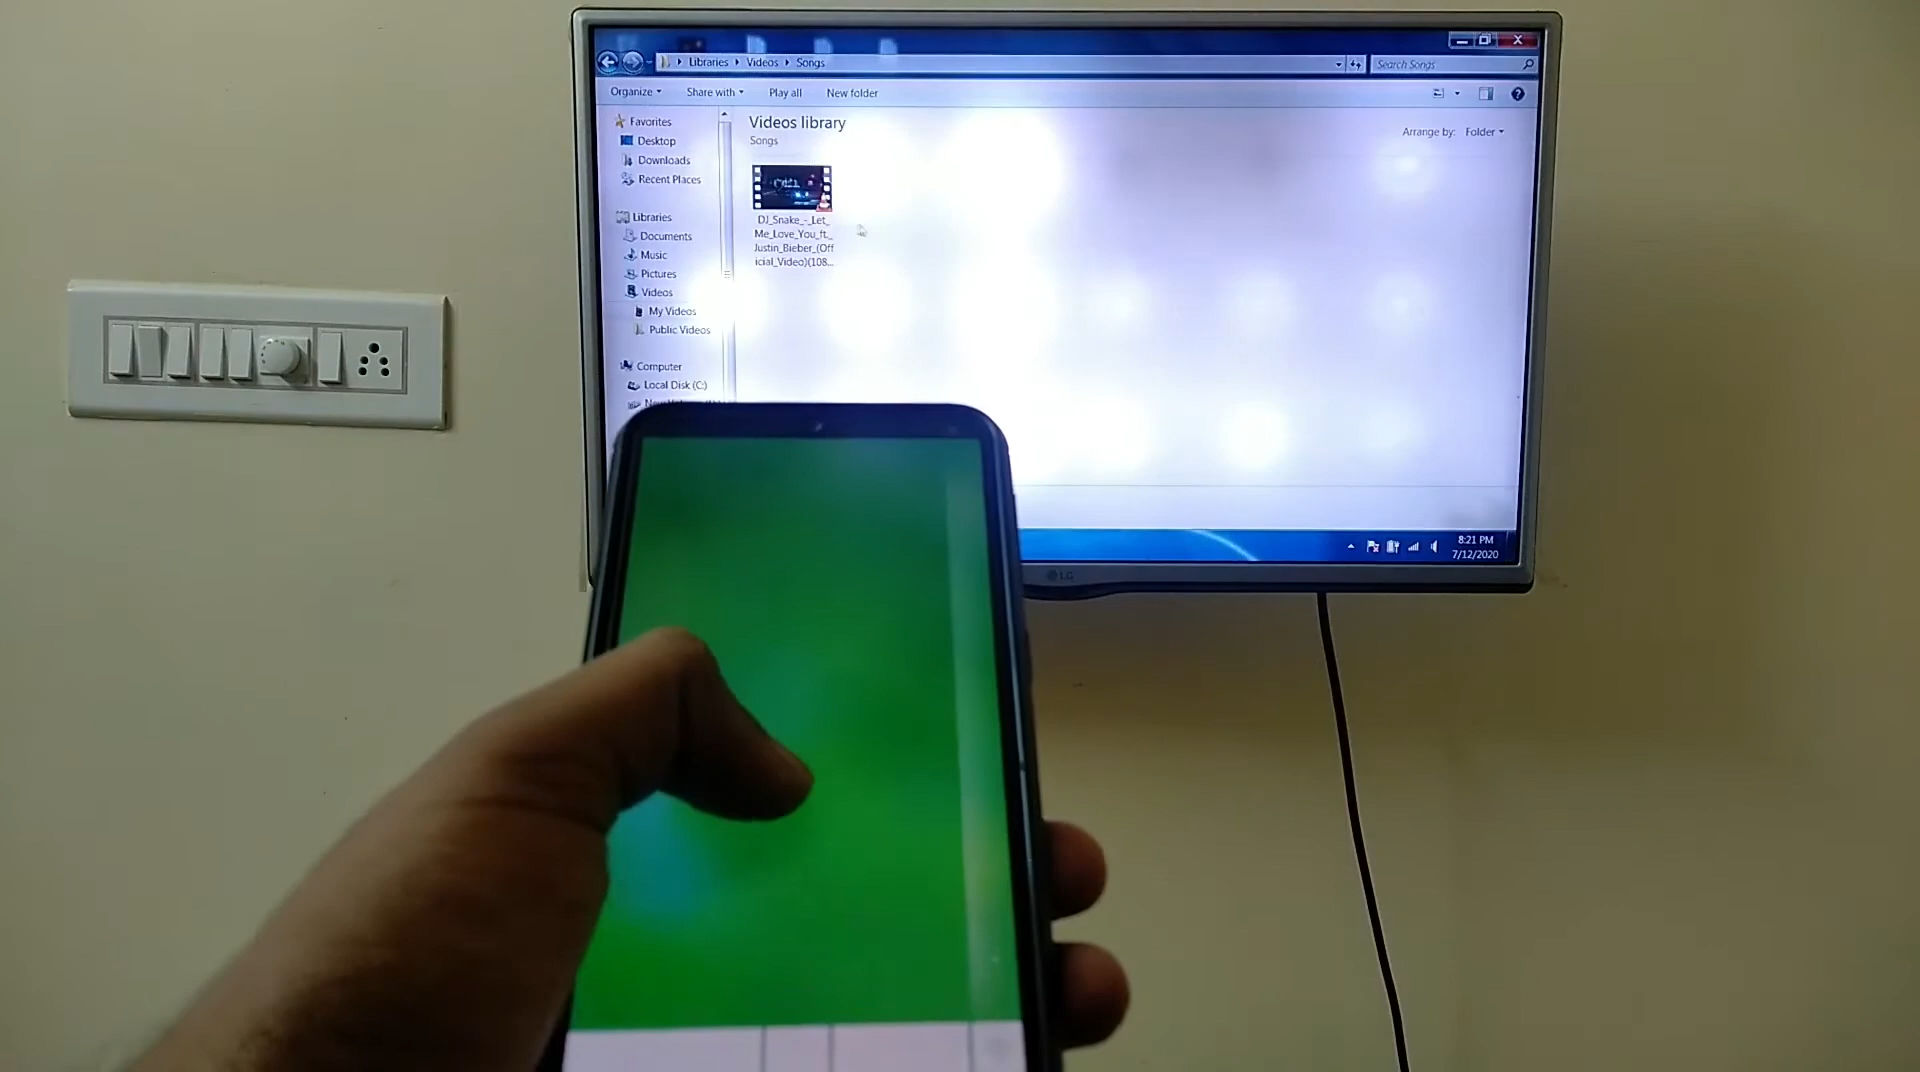 Libraries Videos Songs
Search Songs
Organize Share with Play all New folder
Videos library
Songs
Arrange by: Folder
Favorites
Desktop
Downloads
Recent Places
Libraries
Documents
Music
Pictures
Videos
My Videos
Public Videos
Computer
Local Disk (C:)
DJ_Snake_-_Let_
Me_Love_You_ft._
Justin_Bieber_(Off
icial_Video)(108...
8:21 PM
7/12/2020
LG